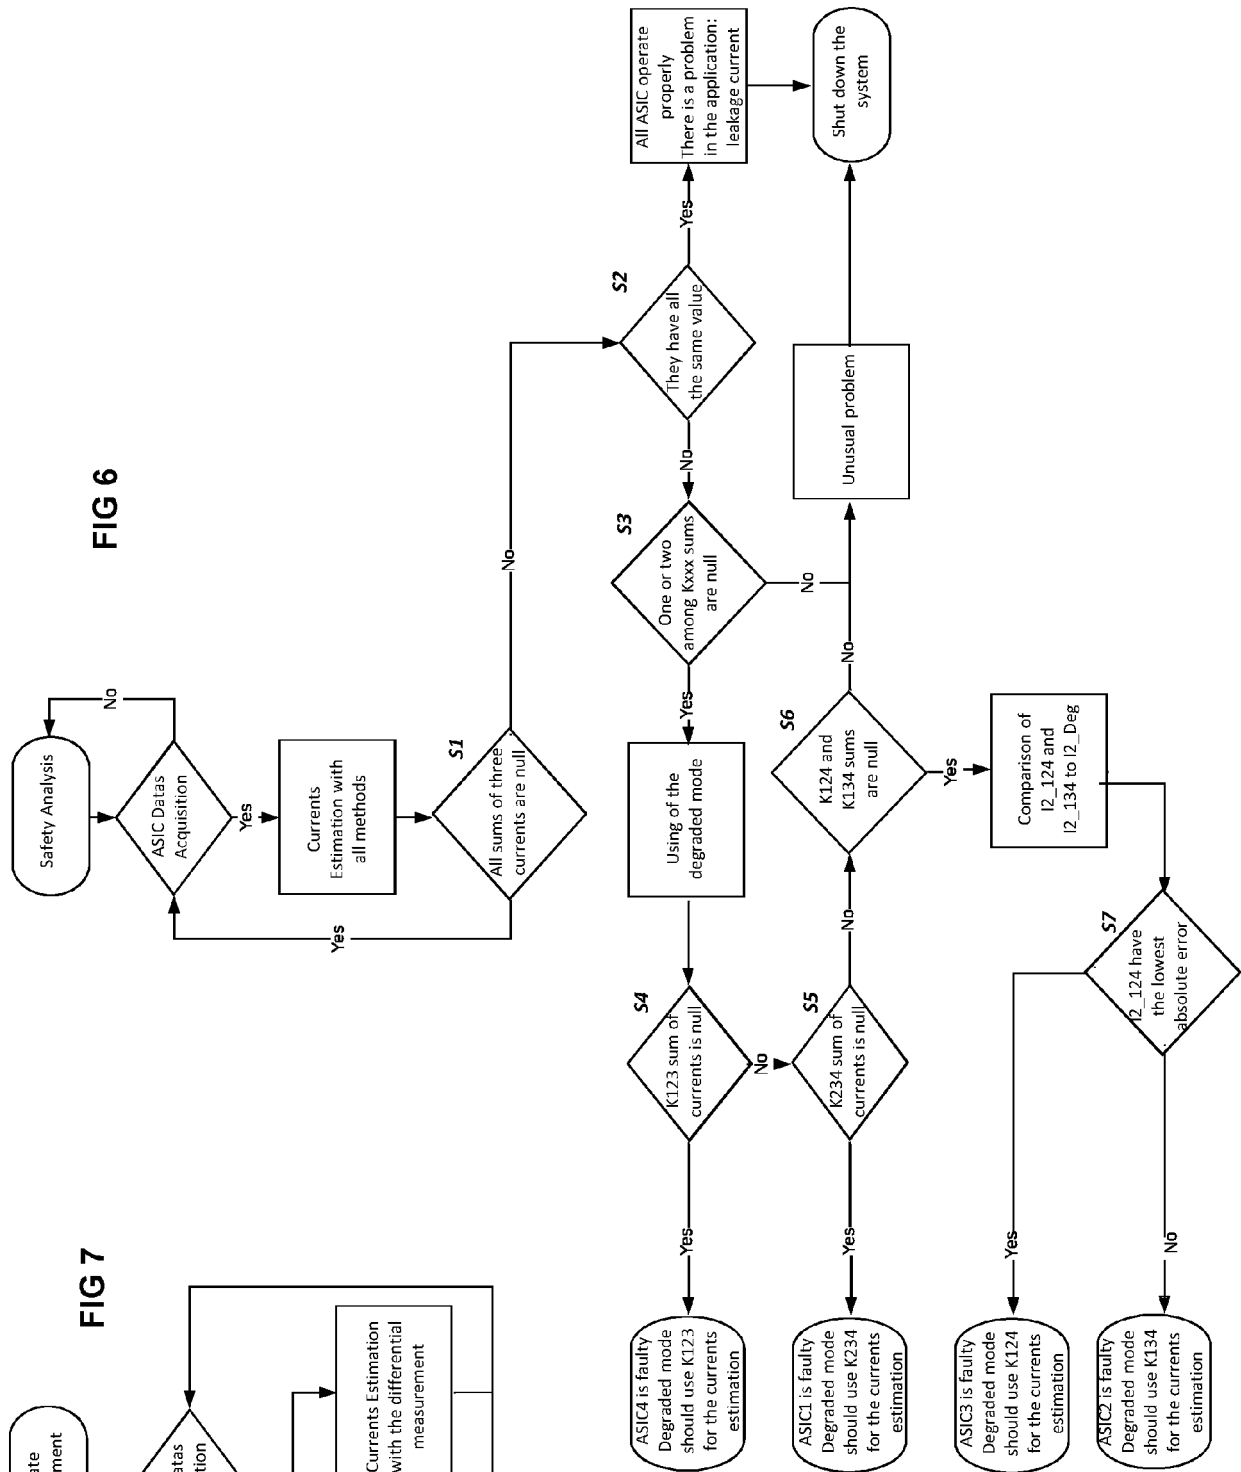 FIG 6
Safety Analysis
No
ASIC Datas
Acquisition
Yes
Currents
Estimation with
all methods
S1
All sums of three
currents are null
Yes
No
S2
They have all
the same value
Yes
All ASIC operate
properly
There is a problem
in the application:
leakage current
Shut down the
system
No
S3
One or two
among Kxxx sums
are null
No
Unusual problem
Yes
Using of the
degraded mode
S4
K123 sum of
currents is null
Yes
ASIC4 is faulty
Degraded mode
should use K123
for the currents
estimation
No
S5
K234 sum of
currents is null
Yes
ASIC1 is faulty
Degraded mode
should use K234
for the currents
estimation
No
S6
K124 and
K134 sums
are null
No
Yes
Comparison of
I2_124 and
I2_134 to I2_Deg
S7
I2_124 have
the lowest
absolute error
Yes
ASIC3 is faulty
Degraded mode
should use K124
for the currents
estimation
No
ASIC2 is faulty
Degraded mode
should use K134
for the currents
estimation
FIG 7
ate
ment
atas
tion
Currents Estimation
with the differential
measurement